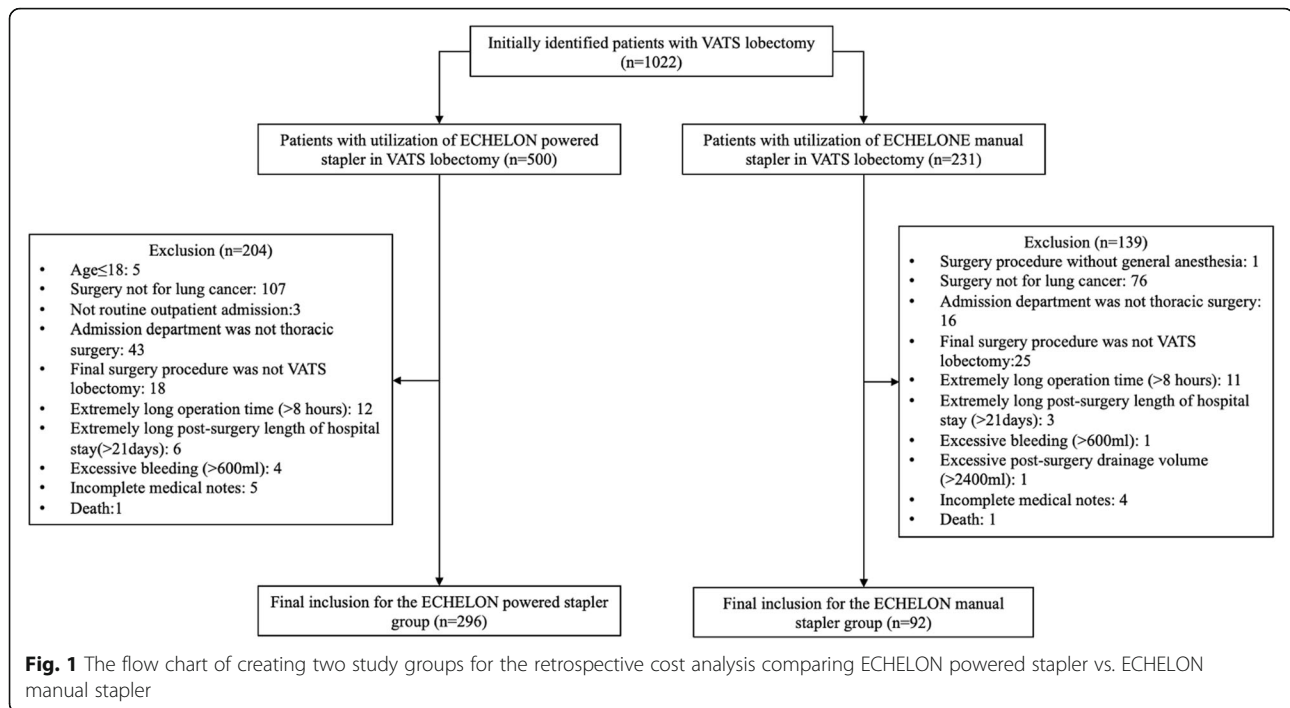 Initially identified patients with VATS lobectomy
(n=1022)
Patients with utilization of ECHELON powered
stapler in VATS lobectomy (n=500)
Patients with utilization of ECHELONE manual
stapler in VATS lobectomy (n=231)
Exclusion (n=204)
• Age≤18: 5
• Surgery not for lung cancer: 107
• Not routine outpatient admission:3
• Admission department was not thoracic
surgery: 43
• Final surgery procedure was not VATS
lobectomy: 18
• Extremely long operation time (>8 hours): 12
• Extremely long post-surgery length of hospital
stay(>21days): 6
• Excessive bleeding (>600ml): 4
• Incomplete medical notes: 5
• Death:1
Exclusion (n=139)
• Surgery procedure without general anesthesia: 1
• Surgery not for lung cancer: 76
• Admission department was not thoracic surgery:
16
• Final surgery procedure was not VATS
lobectomy:25
• Extremely long operation time (>8 hours): 11
• Extremely long post-surgery length of hospital
stay (>21days): 3
• Excessive bleeding (>600ml): 1
• Excessive post-surgery drainage volume
(>2400ml): 1
• Incomplete medical notes: 4
• Death: 1
Final inclusion for the ECHELON powered stapler
group (n=296)
Final inclusion for the ECHELON manual
stapler group (n=92)
Fig. 1 The flow chart of creating two study groups for the retrospective cost analysis comparing ECHELON powered stapler vs. ECHELON
manual stapler